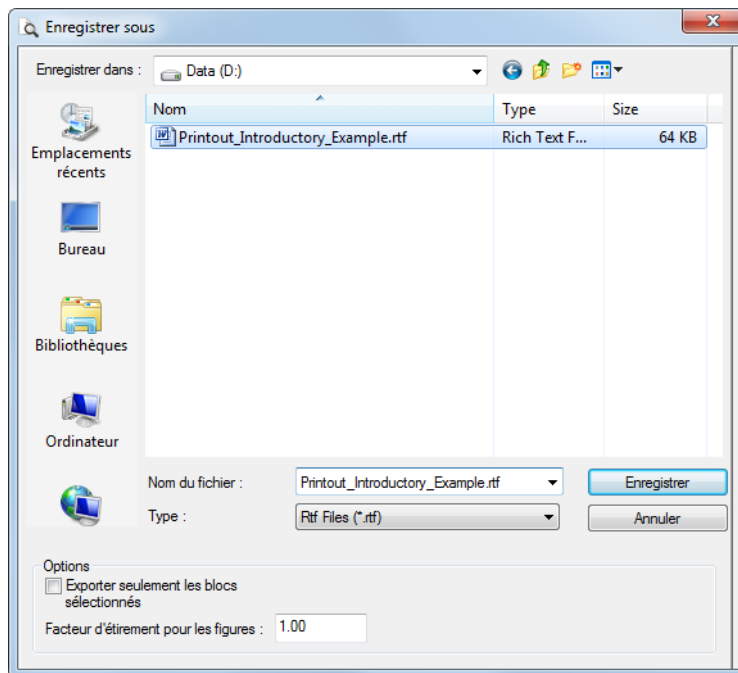 Enregistrer sous
Enregistrer dans :
Data (D:)
Nom
Type
Size
Printout_Introductory_Example.rtf
Rich Text F...
64 KB
Emplacements
récents
Bureau
Bibliothèques
Ordinateur
Nom du fichier :
Printout_Introductory_Example.rtf
Enregistrer
Type :
Rtf Files (*.rtf)
Annuler
Options
Exporter seulement les blocs
sélectionnés
Facteur d'étirement pour les figures :
1.00